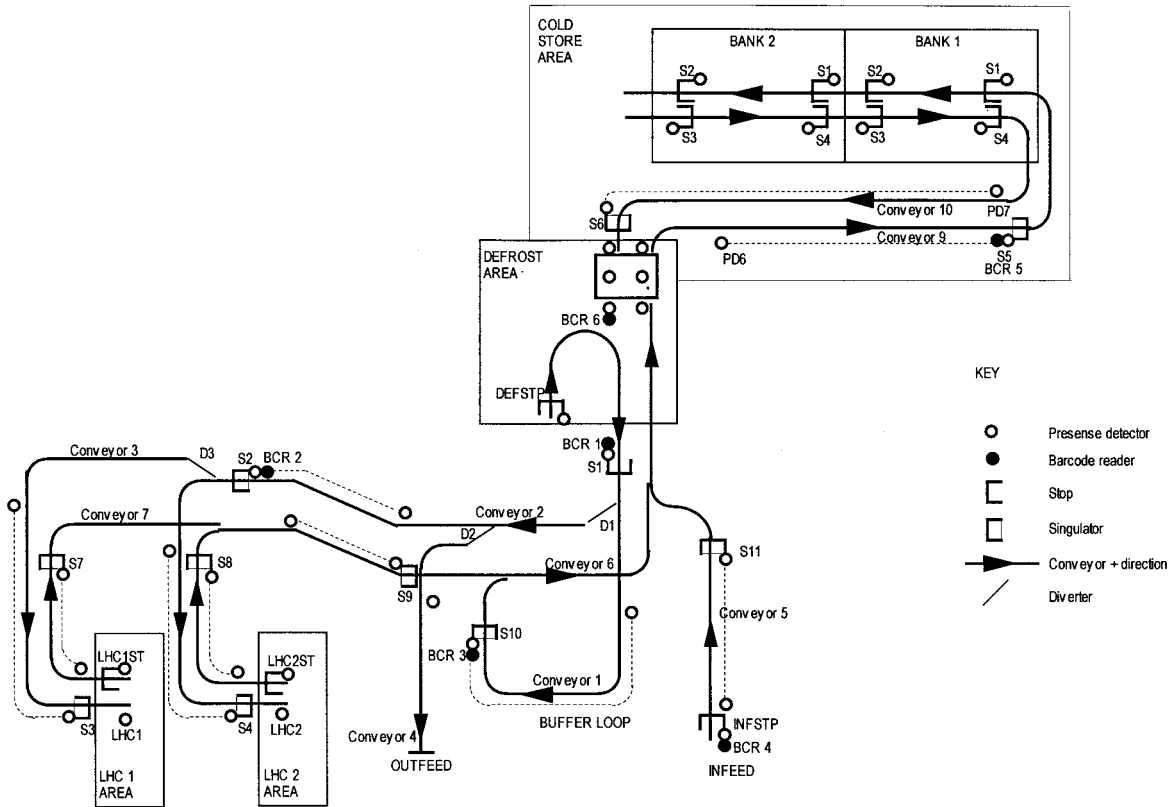 COLD
STORE
AREA
BANK 2
BANK 1
S2
S1
S2
S1
S3
S4
S3
S4
Conveyor 10
PD7
S6
Conveyor 9
PD6
S5
BCR 5
DEFROST
AREA
BCR 6
DEFSTP
KEY
Presense detector
Barcode reader
Stop
Singulator
Conveyor + direction
Diverter
BCR 1
S1
Conveyor 3
D3
S2
BCR 2
Conveyor 7
Conveyor 2
D2
D1
S7
S8
S9
Conveyor 6
S11
Conveyor 5
S10
BCR 3
Conveyor 1
BUFFER LOOP
LHC1ST
LHC2ST
S3
LHC1
S4
LHC2
LHC 1
AREA
LHC 2
AREA
Conveyor 4
OUTFEED
INFSTP
BCR 4
INFEED